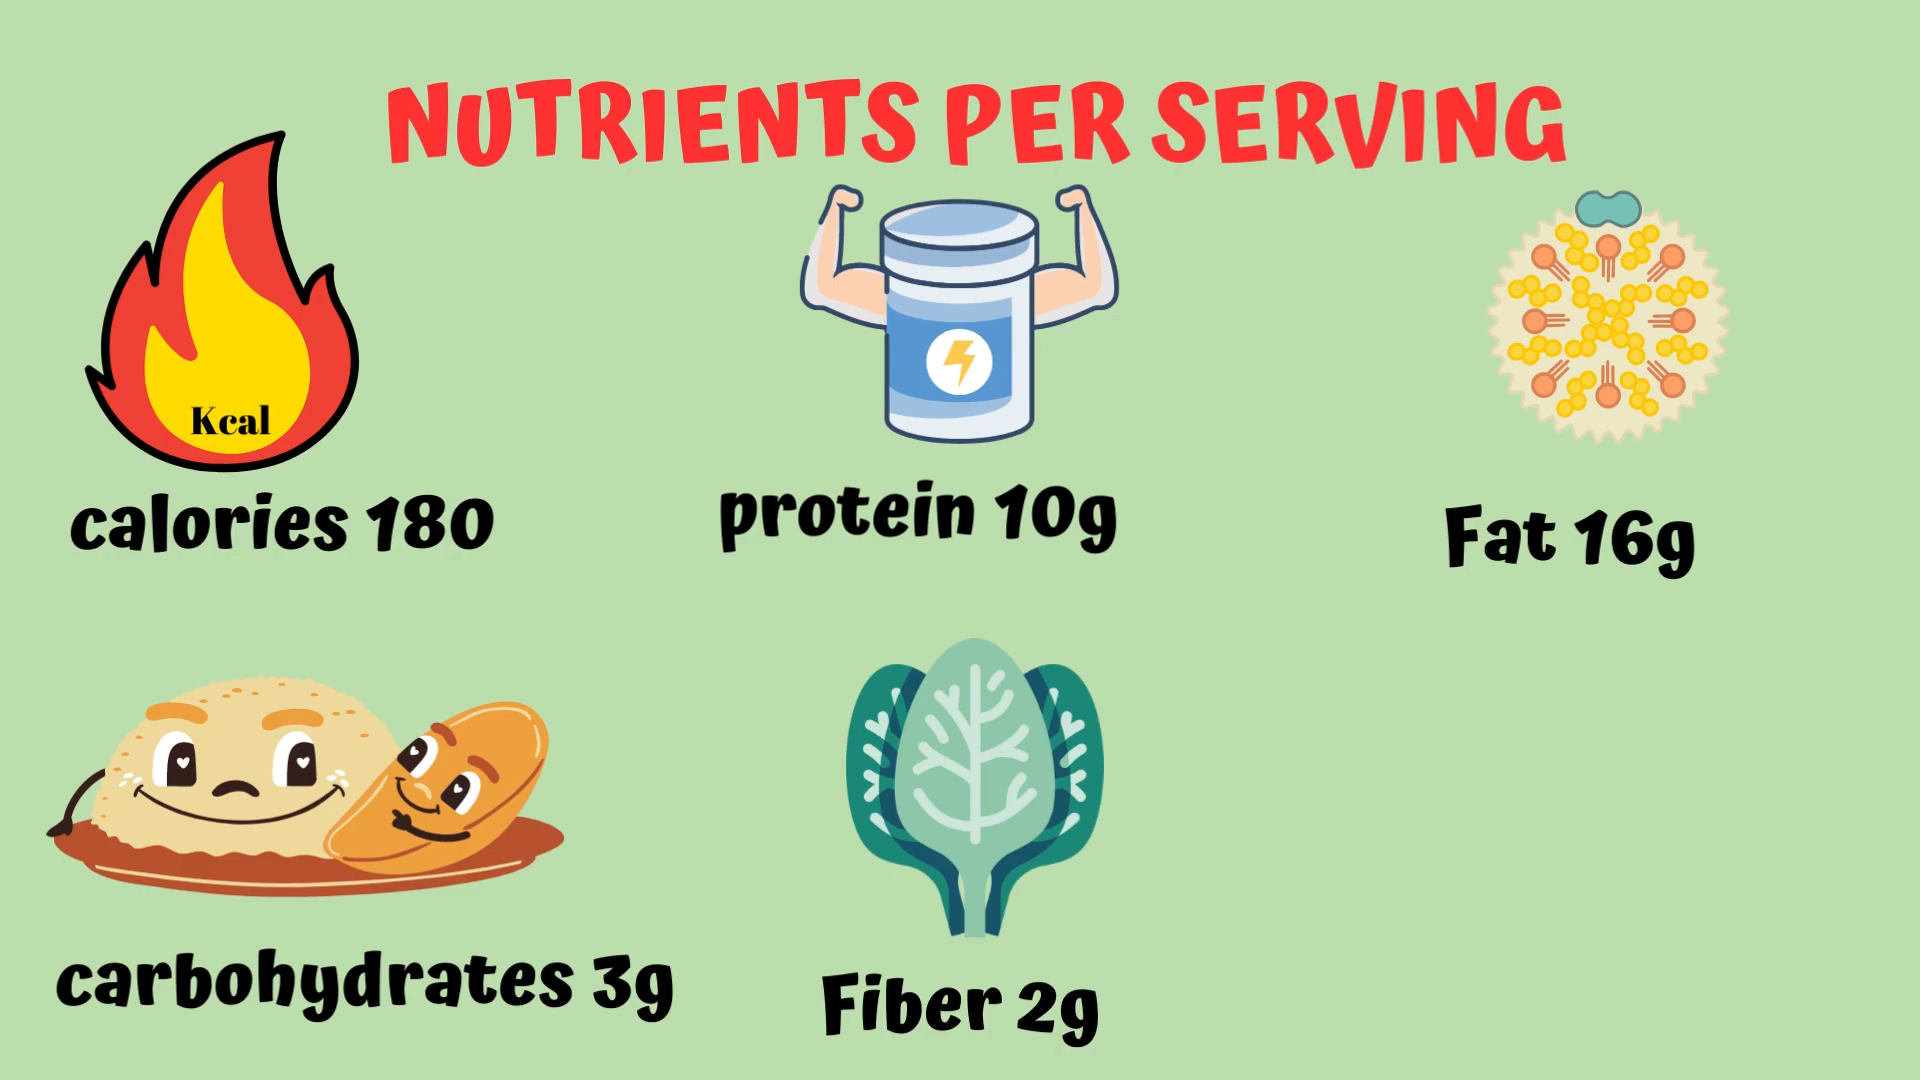 NUTRIENTS PER SERVING
Kcal
calories 180
protein 10g
Fat 16g
carbohydrates 3g
Fiber 2g